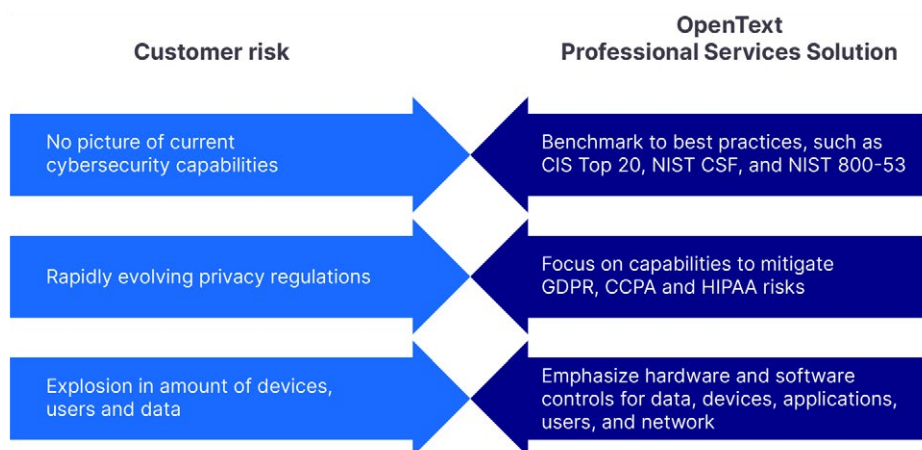 Customer risk
OpenText
Professional Services Solution
No picture of current
cybersecurity capabilities
Benchmark to best practices, such as
CIS Top 20, NIST CSF, and NIST 800-53
Rapidly evolving privacy regulations
Focus on capabilities to mitigate
GDPR, CCPA and HIPAA risks
Explosion in amount of devices,
users and data
Emphasize hardware and software
controls for data, devices, applications,
users, and network